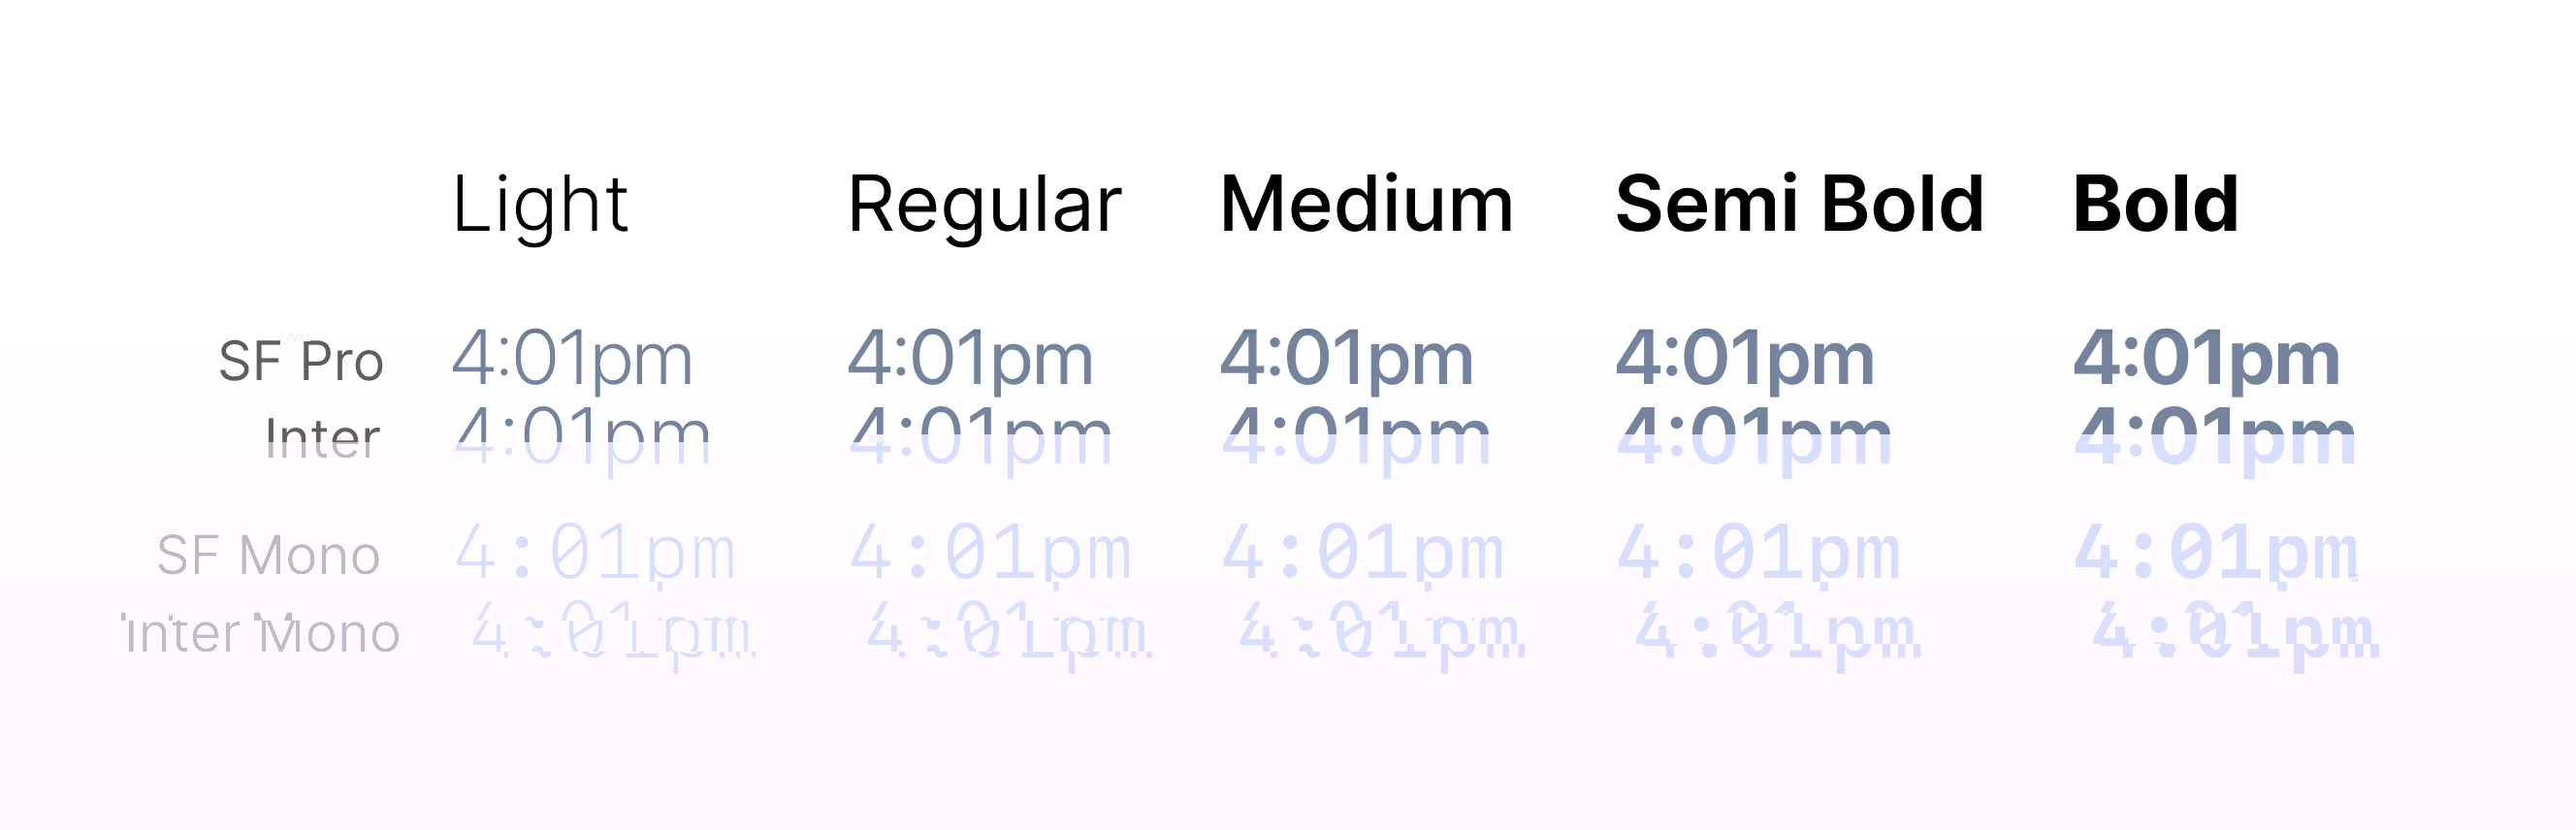 Light Regular Medium Semi Bold Bold
SF Pro 4:01pm 4:01pm 4:01pm 4:01pm 4:01pm
Inter 4:01pm 4:01pm 4:01pm 4:01pm 4:01pm
SF Mono 4:01pm 4:01pm 4:01pm 4:01pm 4:01pm
Inter Mono 4:01pm 4:01pm 4:01pm 4:01pm 4:01pm